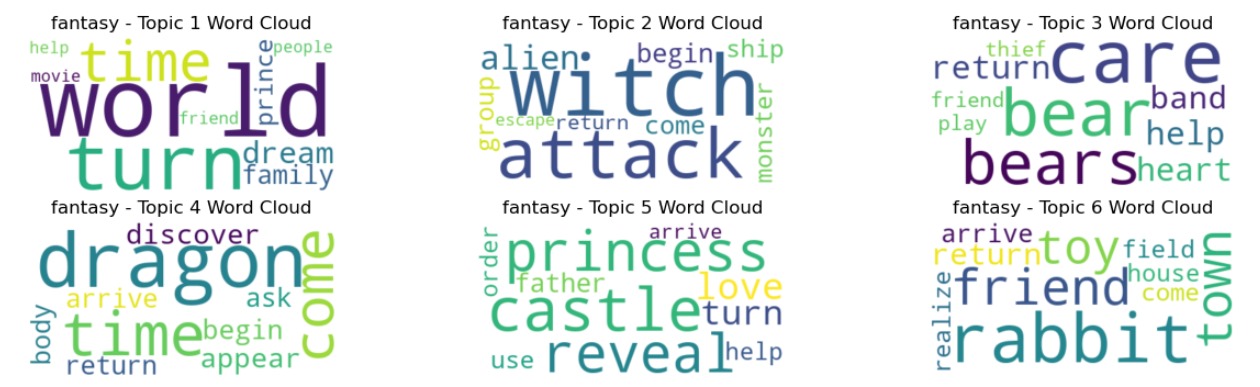 fantasy - Topic 1 Word Cloud
help
time
people
movie
world
prince
friend
turn
dream
family
fantasy - Topic 2 Word Cloud
alien
begin
ship
witch
group
escape
return
come
monster
attack
fantasy - Topic 3 Word Cloud
thief
care
return
friend
bear
band
play
help
bears
heart
fantasy - Topic 4 Word Cloud
discover
dragon
come
arrive
ask
body
time
begin
return
appear
fantasy - Topic 5 Word Cloud
arrive
order
princess
father
love
castle
turn
use
reveal
help
fantasy - Topic 6 Word Cloud
arrive
return
toy
field
town
friend
house
come
realize
rabbit